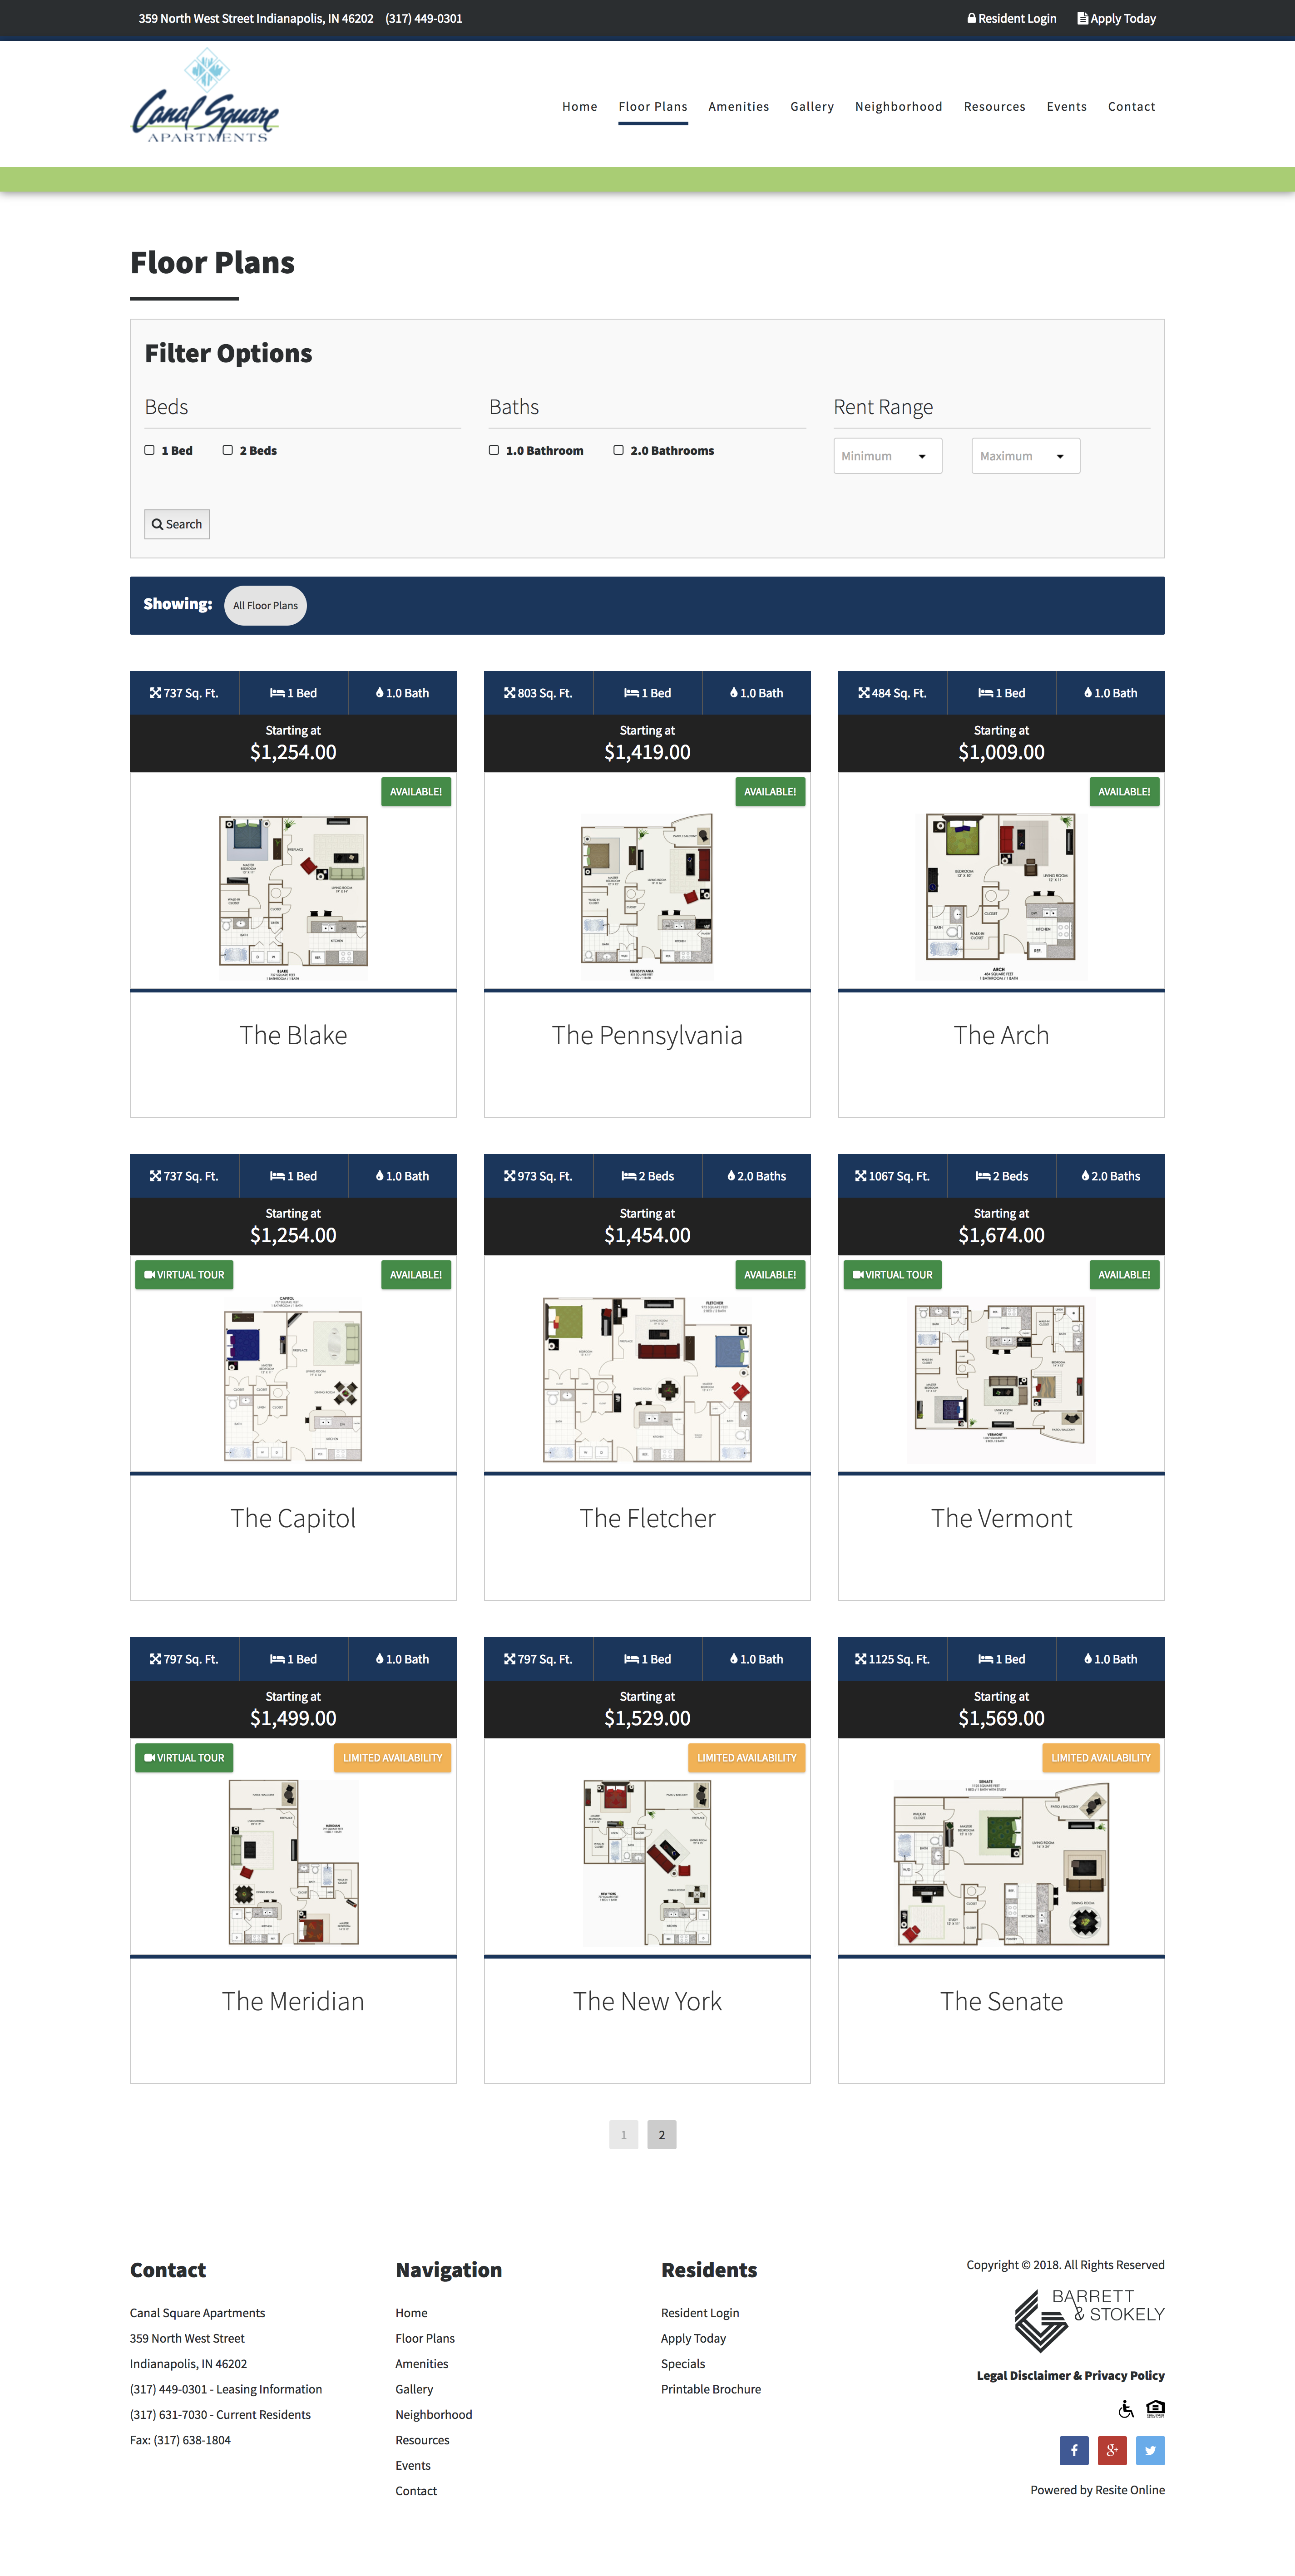 359 North West Street Indianapolis, IN 46202 (317) 449-0301
Resident Login Apply Today
Canal Square
APARTMENTS
Home Floor Plans Amenities Gallery Neighborhood Resources Events Contact
Floor Plans
Filter Options
Beds Baths Rent Range
1 Bed 2 Beds 1.0 Bathroom 2.0 Bathrooms Minimum Maximum
Search
Showing: All Floor Plans
737 Sq. Ft. 1 Bed 1.0 Bath
Starting at
$1,254.00
AVAILABLE!
The Blake
803 Sq. Ft. 1 Bed 1.0 Bath
Starting at
$1,419.00
AVAILABLE!
The Pennsylvania
484 Sq. Ft. 1 Bed 1.0 Bath
Starting at
$1,009.00
AVAILABLE!
The Arch
737 Sq. Ft. 1 Bed 1.0 Bath
Starting at
$1,254.00
VIRTUAL TOUR AVAILABLE!
The Capitol
973 Sq. Ft. 2 Beds 2.0 Baths
Starting at
$1,454.00
AVAILABLE!
The Fletcher
1067 Sq. Ft. 2 Beds 2.0 Baths
Starting at
$1,674.00
VIRTUAL TOUR AVAILABLE!
The Vermont
797 Sq. Ft. 1 Bed 1.0 Bath
Starting at
$1,499.00
VIRTUAL TOUR LIMITED AVAILABILITY
The Meridian
797 Sq. Ft. 1 Bed 1.0 Bath
Starting at
$1,529.00
LIMITED AVAILABILITY
The New York
1125 Sq. Ft. 1 Bed 1.0 Bath
Starting at
$1,569.00
LIMITED AVAILABILITY
The Senate
1 2
Contact
Canal Square Apartments
359 North West Street
Indianapolis, IN 46202
(317) 449-0301 - Leasing Information
(317) 631-7030 - Current Residents
Fax: (317) 638-1804
Navigation
Home
Floor Plans
Amenities
Gallery
Neighborhood
Resources
Events
Contact
Residents
Resident Login
Apply Today
Specials
Printable Brochure
Copyright © 2018. All Rights Reserved
BARRETT
& STOKELY
Legal Disclaimer & Privacy Policy
Powered by Resite Online